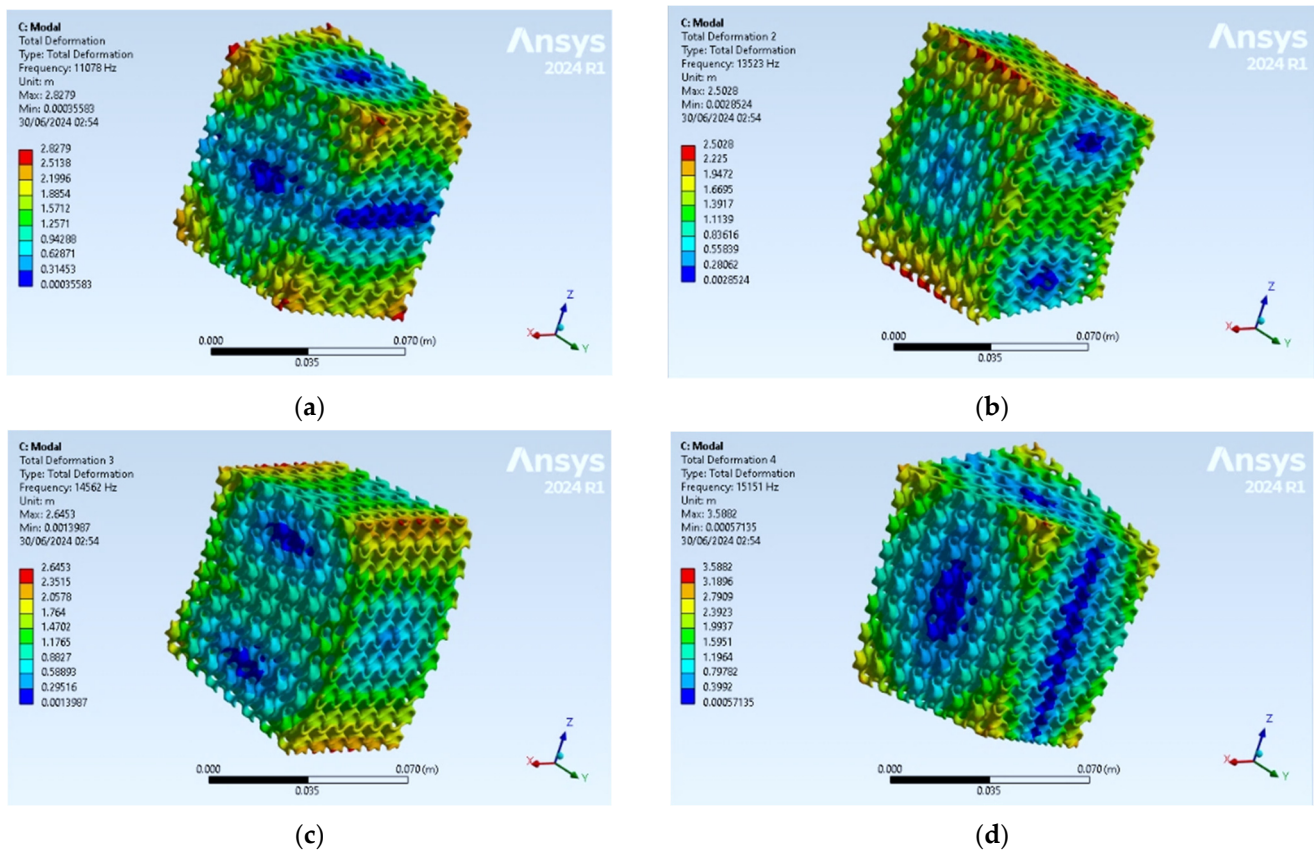 C: Modal
Total Deformation
Type: Total Deformation
Frequency: 11078 Hz
Unit: m
Max: 2.8279
Min: 0.00035583
30/06/2024 02:54
Ansys
2024 R1
2.8279
2.5138
2.1996
1.8854
1.5712
1.2571
0.94288
0.62871
0.31453
0.00035583
0.000
0.070 (m)
0.035
Z
X
Y
(a)
C: Modal
Total Deformation 2
Type: Total Deformation
Frequency: 13523 Hz
Unit: m
Max: 2.5028
Min: 0.0028524
30/06/2024 02:54
Ansys
2024 R1
2.5028
2.225
1.9472
1.6695
1.3917
1.1139
0.83616
0.55839
0.28062
0.0028524
0.000
0.070 (m)
0.035
Z
X
Y
(b)
C: Modal
Total Deformation 3
Type: Total Deformation
Frequency: 14562 Hz
Unit: m
Max: 2.6453
Min: 0.0013987
30/06/2024 02:54
Ansys
2024 R1
2.6453
2.3515
2.0578
1.764
1.4702
1.1765
0.8827
0.58893
0.29516
0.0013987
0.000
0.070 (m)
0.035
Z
X
Y
(c)
C: Modal
Total Deformation 4
Type: Total Deformation
Frequency: 15151 Hz
Unit: m
Max: 3.5882
Min: 0.00057135
30/06/2024 02:54
Ansys
2024 R1
3.5882
3.1896
2.7909
2.3923
1.9937
1.5951
1.1964
0.79782
0.3992
0.00057135
0.000
0.070 (m)
0.035
Z
X
Y
(d)